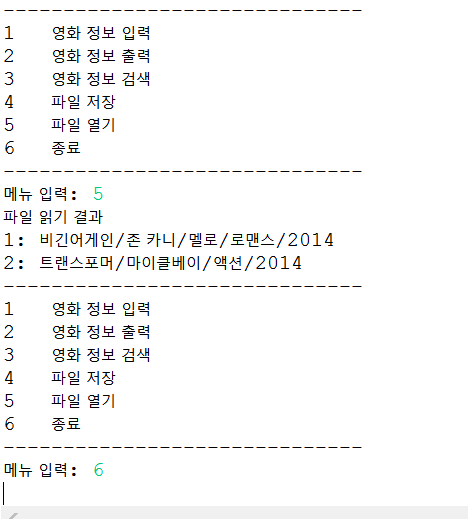 ------------------------------
1 영화 정보 입력
2 영화 정보 출력
3 영화 정보 검색
4 파일 저장
5 파일 열기
6 종료
------------------------------
메뉴 입력: 5
파일 읽기 결과
1: 비긴어게인/존 카니/멜로/로맨스/2014
2: 트랜스포머/마이클베이/액션/2014
------------------------------
1 영화 정보 입력
2 영화 정보 출력
3 영화 정보 검색
4 파일 저장
5 파일 열기
6 종료
------------------------------
메뉴 입력: 6